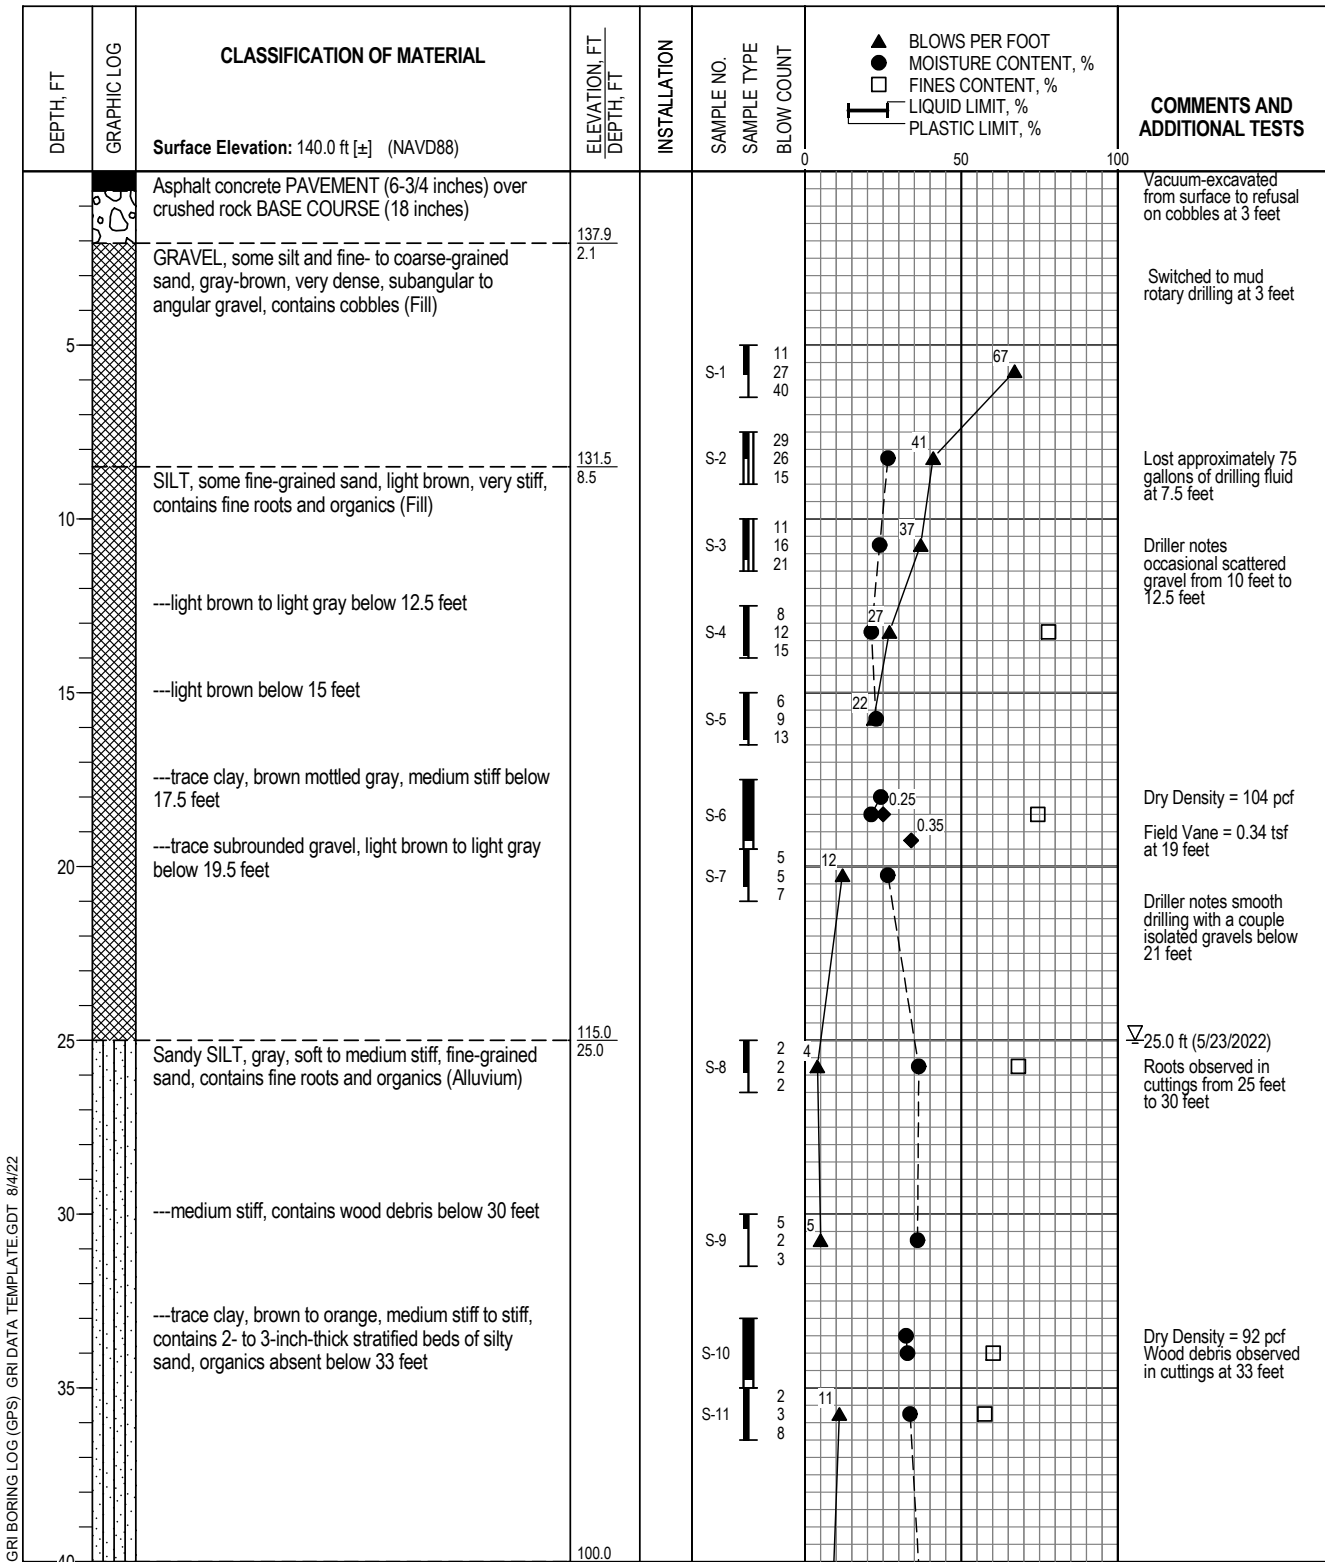 DEPTH, FT
GRAPHIC LOG
CLASSIFICATION OF MATERIAL
Surface Elevation: 140.0 ft [±] (NAVD88)
ELEVATION, FT
DEPTH, FT
INSTALLATION
SAMPLE NO.
SAMPLE TYPE
BLOW COUNT
BLOWS PER FOOT
MOISTURE CONTENT, %
FINES CONTENT, %
LIQUID LIMIT, %
PLASTIC LIMIT, %
0 50 100
COMMENTS AND
ADDITIONAL TESTS
Asphalt concrete PAVEMENT (6-3/4 inches) over
crushed rock BASE COURSE (18 inches)
Vacuum-excavated
from surface to refusal
on cobbles at 3 feet
137.9
2.1
GRAVEL, some silt and fine- to coarse-grained
sand, gray-brown, very dense, subangular to
angular gravel, contains cobbles (Fill)
Switched to mud
rotary drilling at 3 feet
5
S-1
11
27
40
67
131.5
8.5
S-2
29
26
15
41
Lost approximately 75
gallons of drilling fluid
at 7.5 feet
SILT, some fine-grained sand, light brown, very stiff,
contains fine roots and organics (Fill)
10
S-3
11
16
21
37
Driller notes
occasional scattered
gravel from 10 feet to
12.5 feet
---light brown to light gray below 12.5 feet
S-4
8
12
15
27
---light brown below 15 feet
15
S-5
6
9
13
22
---trace clay, brown mottled gray, medium stiff below
17.5 feet
S-6
0.25
0.35
Dry Density = 104 pcf
Field Vane = 0.34 tsf
at 19 feet
---trace subrounded gravel, light brown to light gray
below 19.5 feet
20
S-7
5
5
7
12
Driller notes smooth
drilling with a couple
isolated gravels below
21 feet
25
115.0
25.0
25.0 ft (5/23/2022)
Sandy SILT, gray, soft to medium stiff, fine-grained
sand, contains fine roots and organics (Alluvium)
S-8
2
2
2
4
Roots observed in
cuttings from 25 feet
to 30 feet
30
---medium stiff, contains wood debris below 30 feet
S-9
5
2
3
5
---trace clay, brown to orange, medium stiff to stiff,
contains 2- to 3-inch-thick stratified beds of silty
sand, organics absent below 33 feet
S-10
Dry Density = 92 pcf
Wood debris observed
in cuttings at 33 feet
35
S-11
2
3
8
11
40
100.0
GRI BORING LOG (GPS) GRI DATA TEMPLATE.GDT 8/4/22